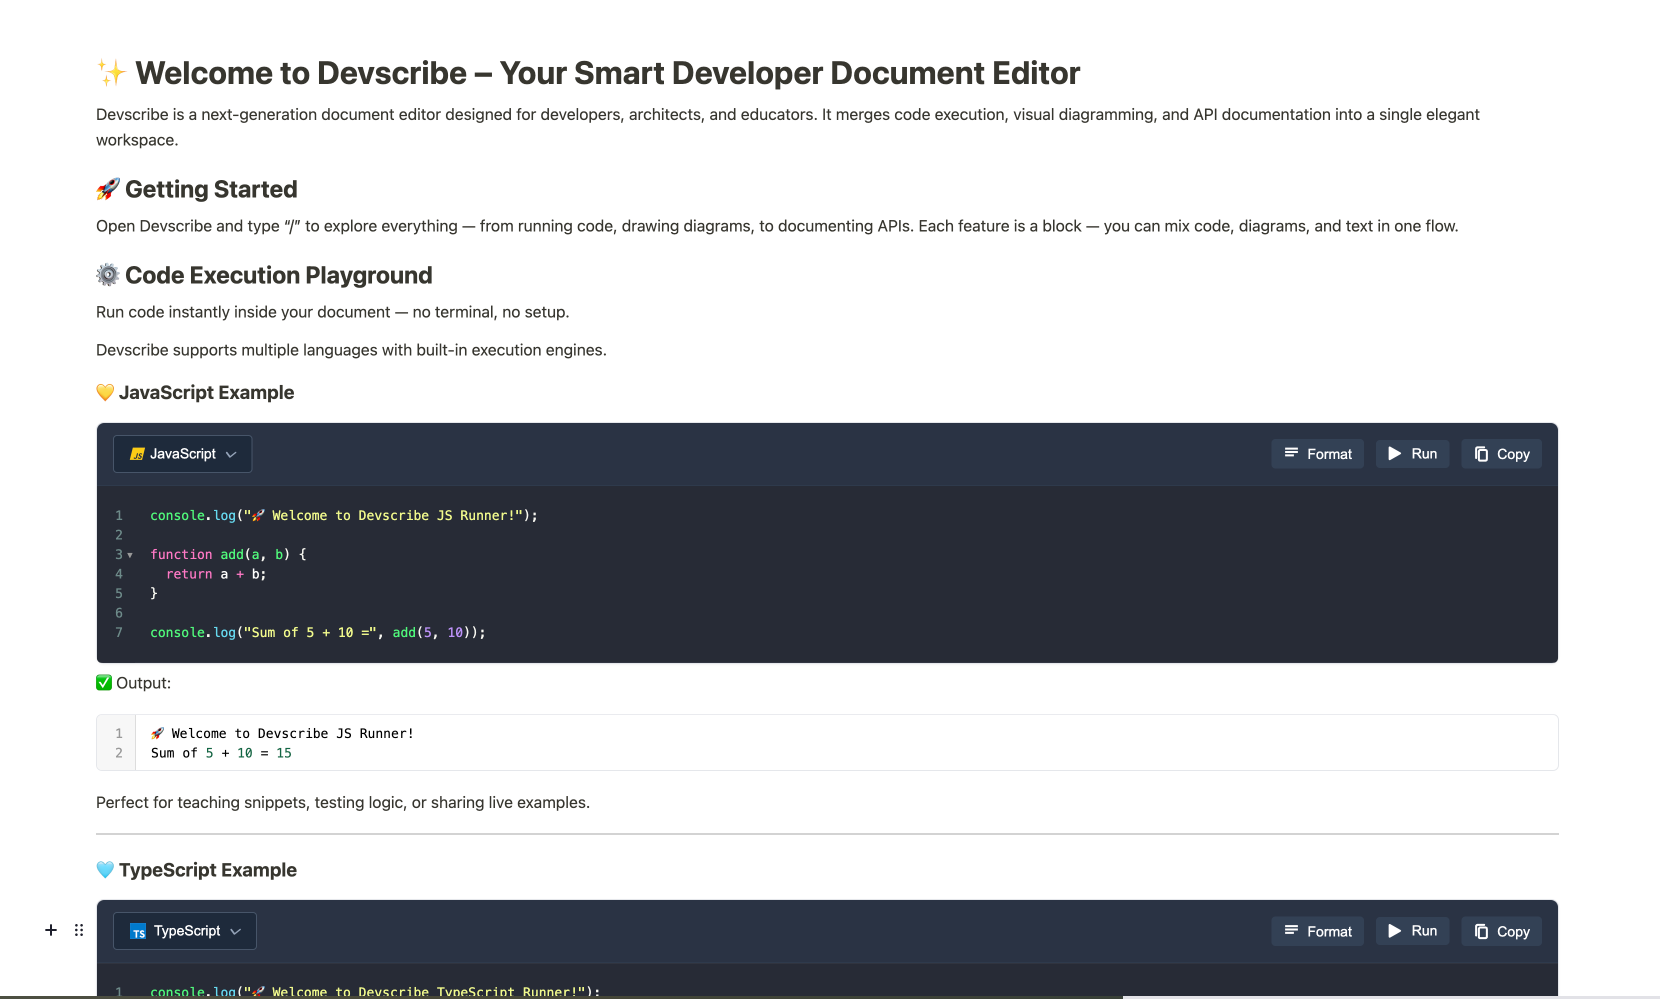 ✨ Welcome to Devscribe – Your Smart Developer Document Editor
Devscribe is a next-generation document editor designed for developers, architects, and educators. It merges code execution, visual diagramming, and API documentation into a single elegant
workspace.
🚀 Getting Started
Open Devscribe and type “/” to explore everything — from running code, drawing diagrams, to documenting APIs. Each feature is a block — you can mix code, diagrams, and text in one flow.
⚙️ Code Execution Playground
Run code instantly inside your document — no terminal, no setup.
Devscribe supports multiple languages with built-in execution engines.
💛 JavaScript Example
JS JavaScript Format Run Copy
1 console.log("🚀 Welcome to Devscribe JS Runner!");
2
3 function add(a, b) {
4   return a + b;
5 }
6
7 console.log("Sum of 5 + 10 =", add(5, 10));
✅ Output:
1 🚀 Welcome to Devscribe JS Runner!
2 Sum of 5 + 10 = 15
Perfect for teaching snippets, testing logic, or sharing live examples.
🩵 TypeScript Example
TS TypeScript Format Run Copy
1 console.log("🚀 Welcome to Devscribe TypeScript Runner!");